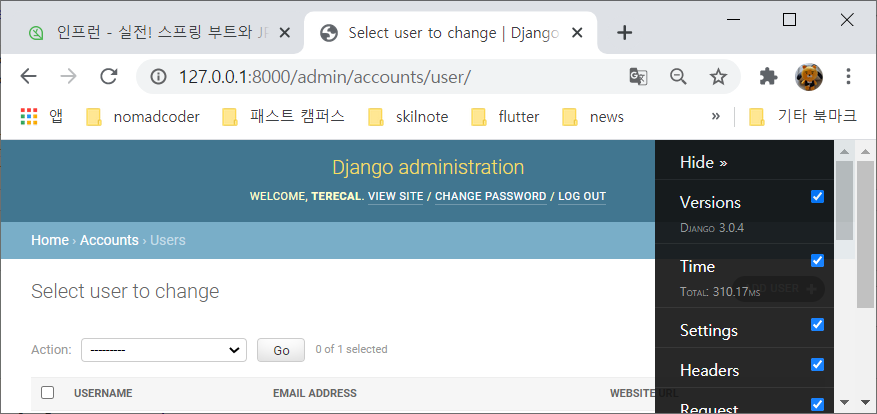 인프런 - 실전! 스프링 부트와 JP
Select user to change | Django
127.0.0.1:8000/admin/accounts/user/
앱 nomadcoder 패스트 캠퍼스 skilnote flutter news » 기타 북마크
Django administration
WELCOME, TERECAL. VIEW SITE / CHANGE PASSWORD / LOG OUT
Home › Accounts › Users
Select user to change
Action: --------- Go 0 of 1 selected
USERNAME EMAIL ADDRESS WEBSITE URL
Hide »
Versions
Django 3.0.4
Time
Total: 310.17ms
ADD USER +
Settings
Headers
Request